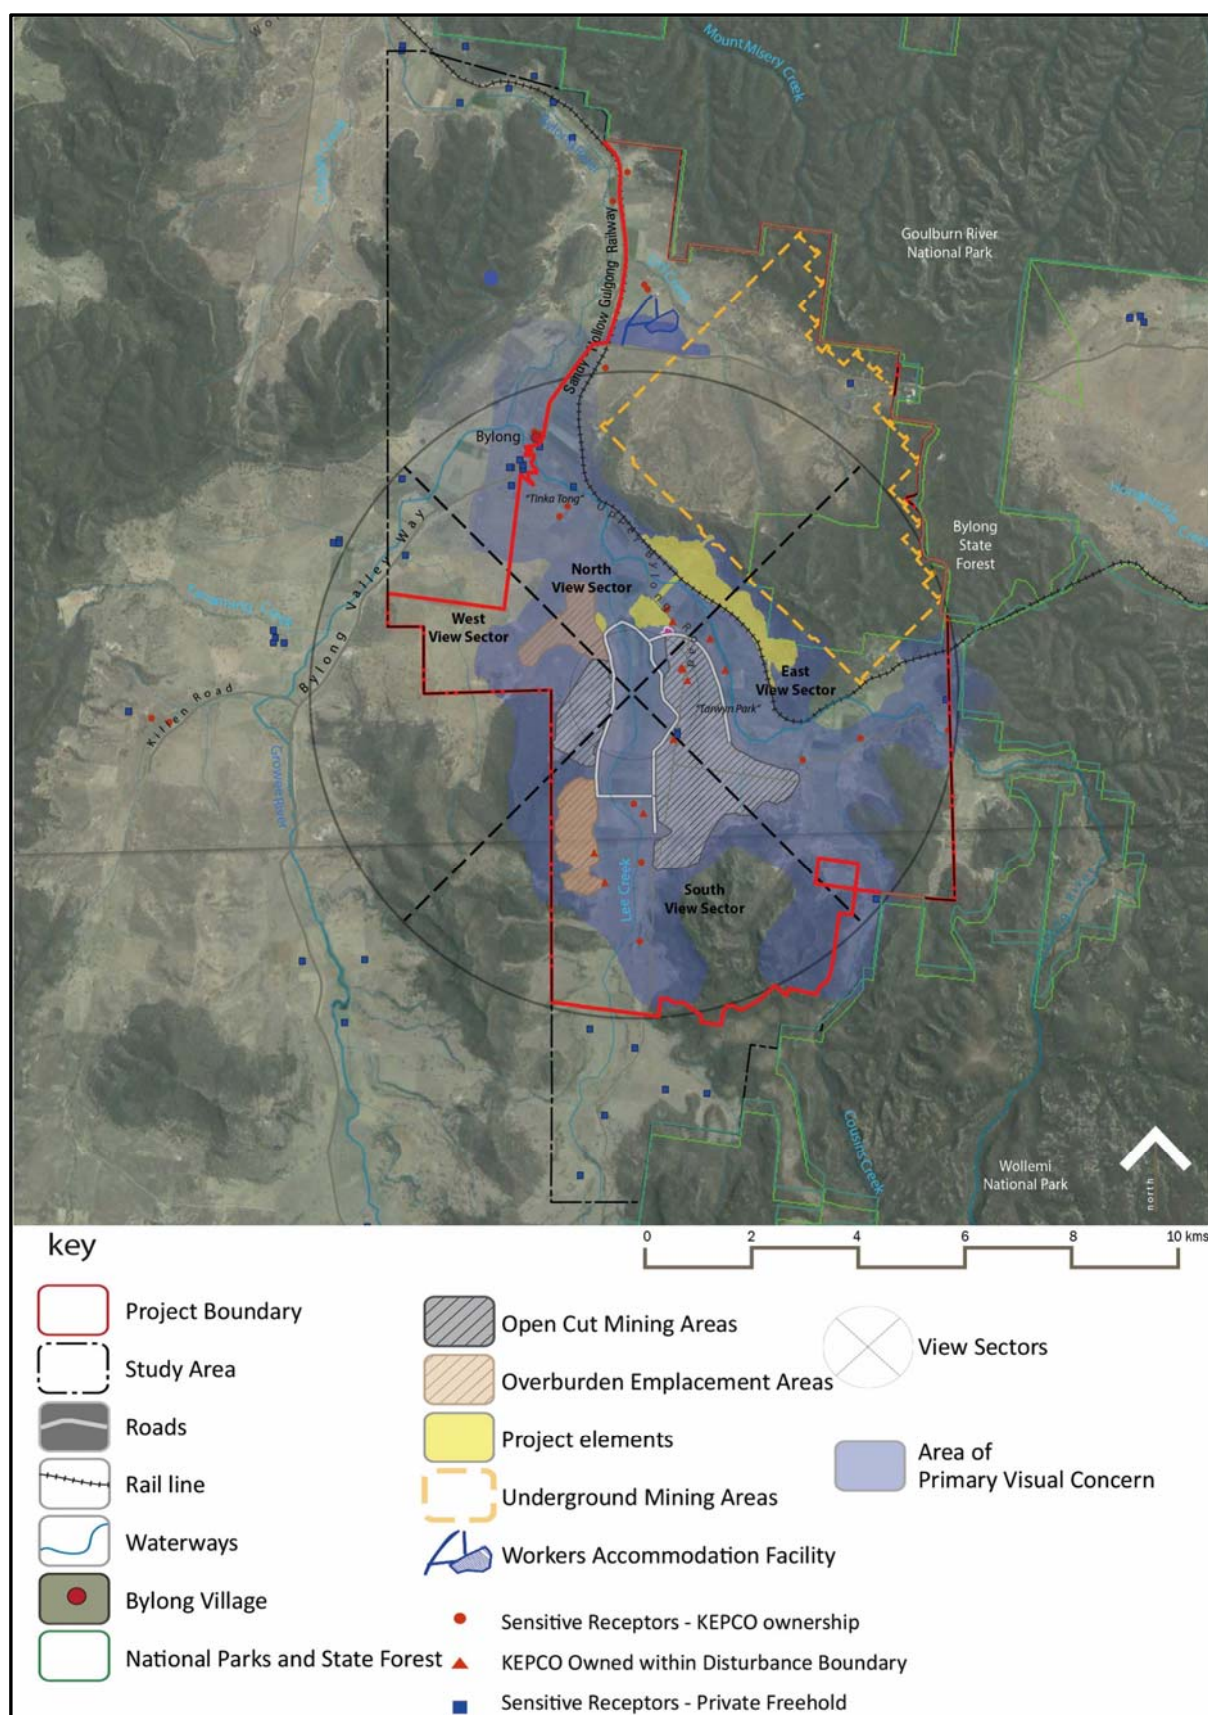 Mount Misery Creek
Goulburn River
National Park
Sandy Hollow Gulgong Railway
Bylong
"Tinka Tong"
Upper Bylong Road
Bylong
State
Forest
North
View Sector
West
View Sector
Bylong Valley Way
East
View Sector
"Tarwyn Park"
Killen Road
Growee River
Lee Creek
South
View Sector
Cousins Creek
Wollemi
National Park
north
key
0 2 4 6 8 10 kms
Project Boundary
Study Area
Roads
Rail line
Waterways
Bylong Village
National Parks and State Forest
Open Cut Mining Areas
Overburden Emplacement Areas
Project elements
Underground Mining Areas
Workers Accommodation Facility
Sensitive Receptors - KEPCO ownership
KEPCO Owned within Disturbance Boundary
Sensitive Receptors - Private Freehold
View Sectors
Area of
Primary Visual Concern